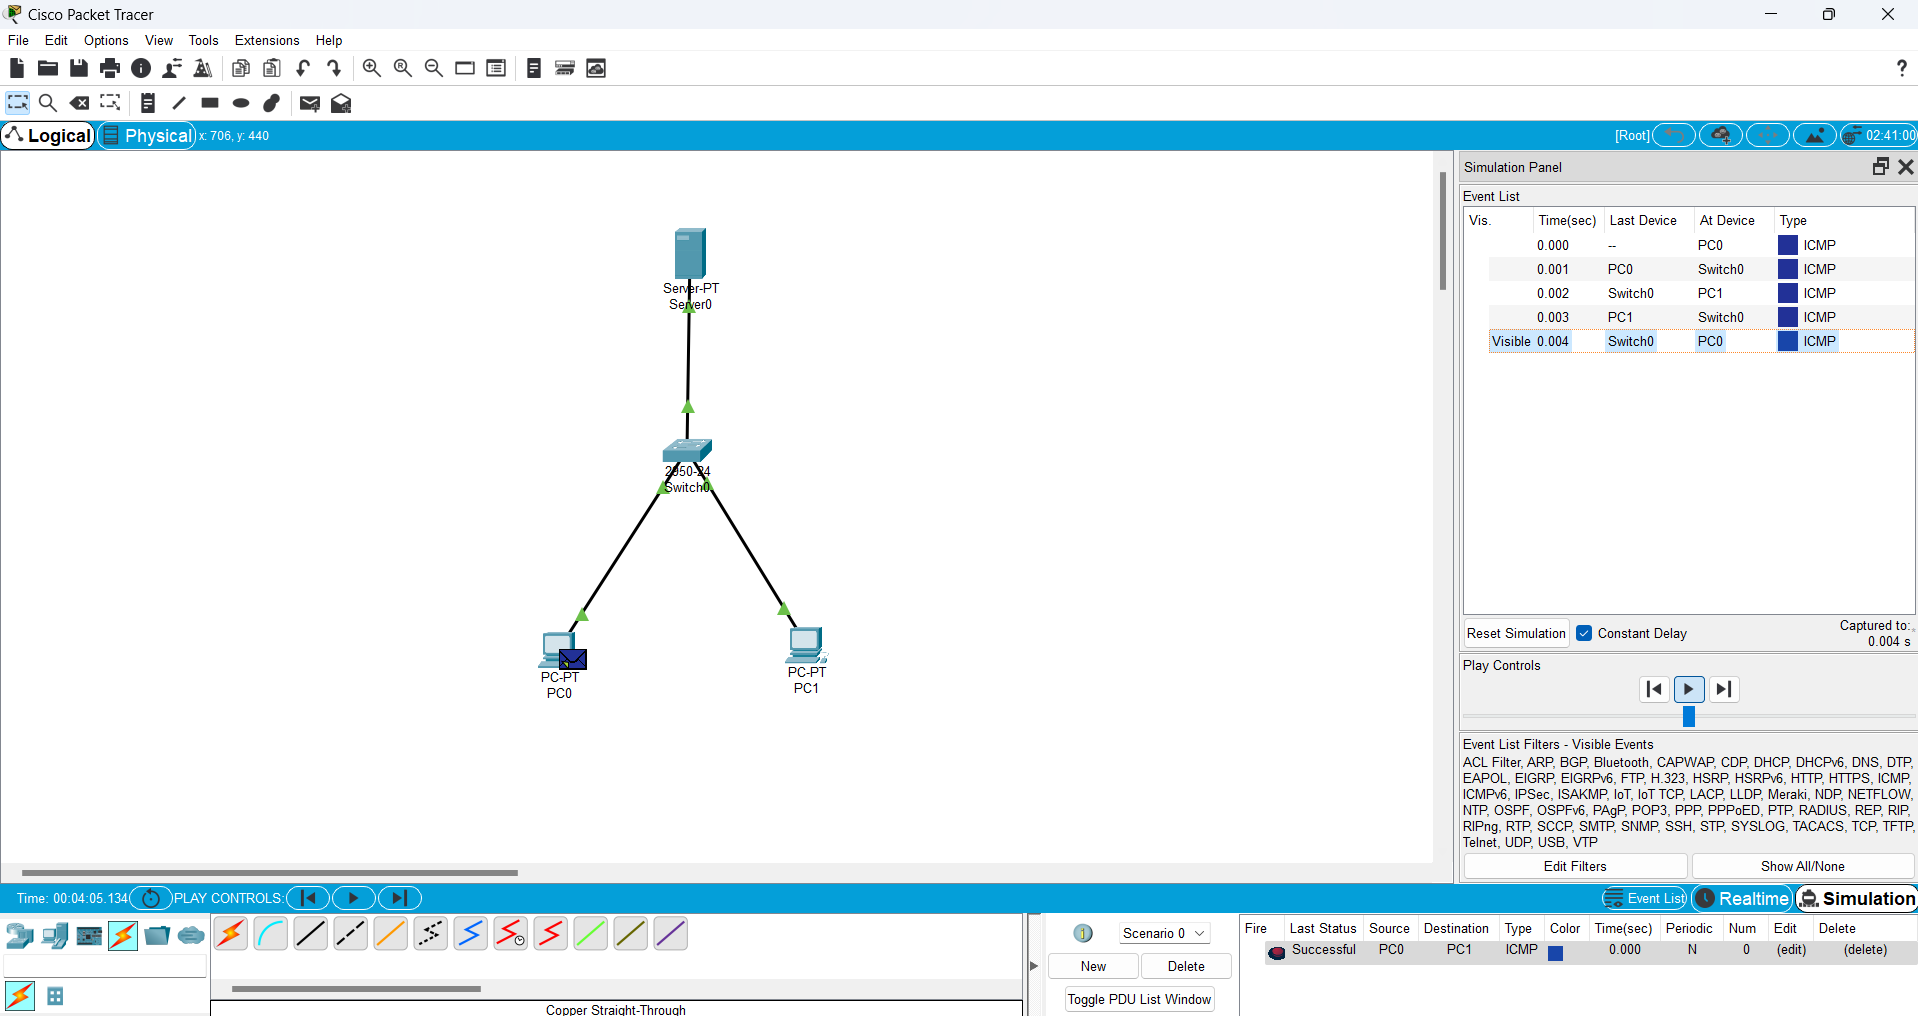 Cisco Packet Tracer
File Edit Options View Tools Extensions Help
?
Logical Physical x: 706, y: 440 [Root] 02:41:00
Simulation Panel
Event List
Vis. Time(sec) Last Device At Device Type
0.000 -- PC0 ICMP
0.001 PC0 Switch0 ICMP
0.002 Switch0 PC1 ICMP
0.003 PC1 Switch0 ICMP
Visible 0.004 Switch0 PC0 ICMP
Server-PT
Server0
2950-24
Switch0
PC-PT
PC0
PC-PT
PC1
Reset Simulation Constant Delay Captured to:
0.004 s
Play Controls
Event List Filters - Visible Events
ACL Filter, ARP, BGP, Bluetooth, CAPWAP, CDP, DHCP, DHCPv6, DNS, DTP,
EAPOL, EIGRP, EIGRPv6, FTP, H.323, HSRP, HSRPv6, HTTP, HTTPS, ICMP,
ICMPv6, IPSec, ISAKMP, IoT, IoT TCP, LACP, LLDP, Meraki, NDP, NETFLOW,
NTP, OSPF, OSPFv6, PAgP, POP3, PPP, PPPoED, PTP, RADIUS, REP, RIP,
RIPng, RTP, SCCP, SMTP, SNMP, SSH, STP, SYSLOG, TACACS, TCP, TFTP,
Telnet, UDP, USB, VTP
Edit Filters Show All/None
Time: 00:04:05.134 PLAY CONTROLS: Event List Realtime Simulation
Scenario 0
New Delete
Toggle PDU List Window
Fire Last Status Source Destination Type Color Time(sec) Periodic Num Edit Delete
Successful PC0 PC1 ICMP 0.000 N 0 (edit) (delete)
Copper Straight-Through